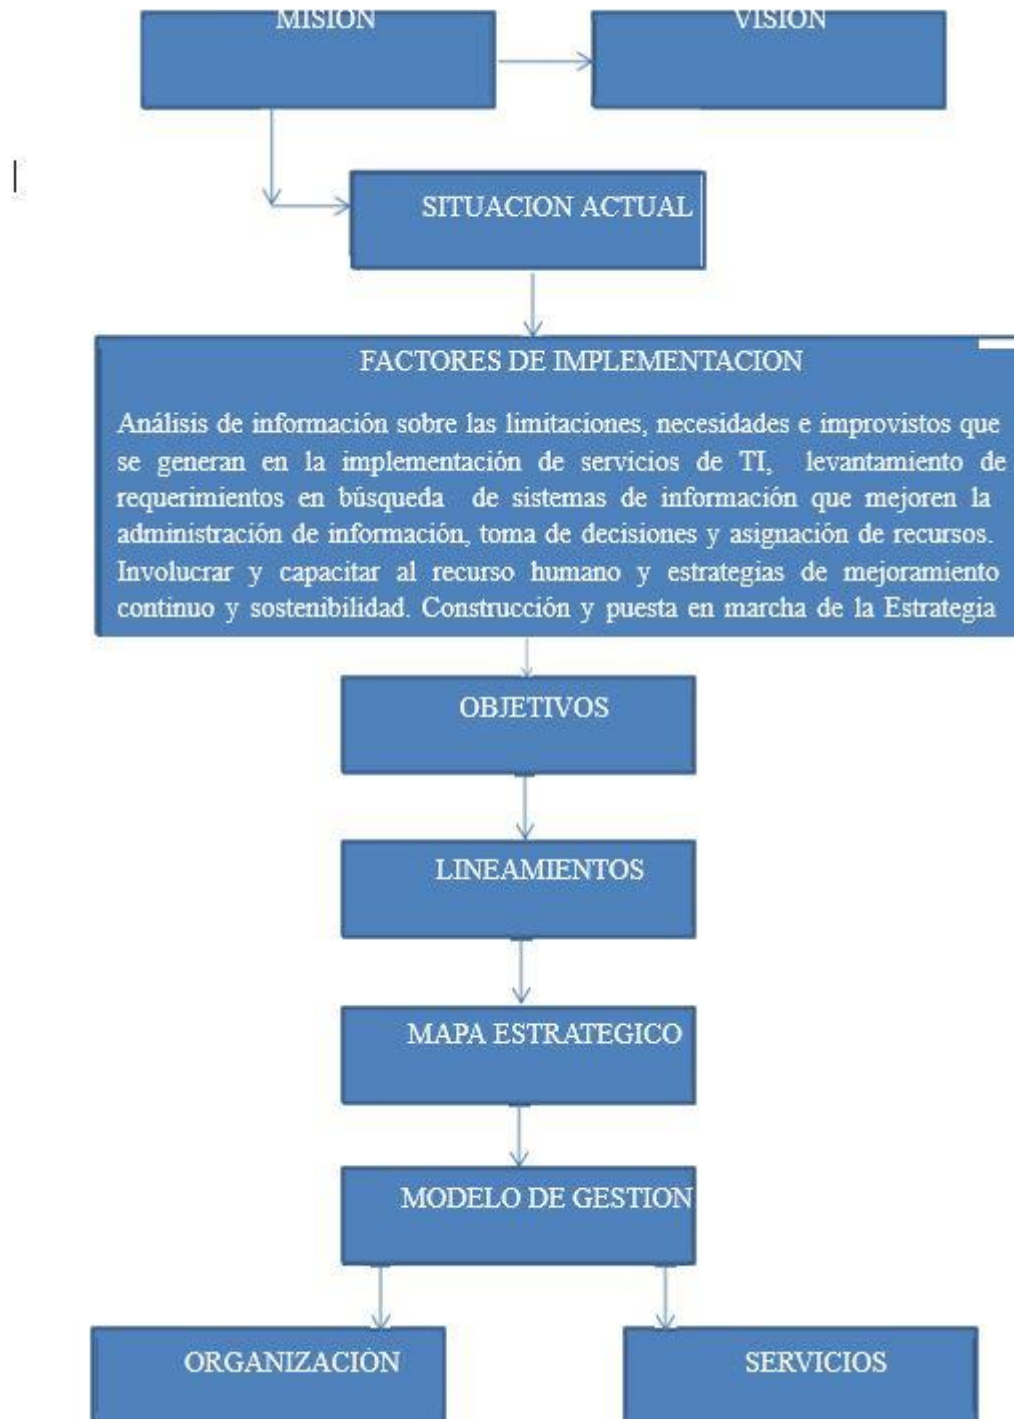 MISION
VISION
SITUACION ACTUAL
FACTORES DE IMPLEMENTACION
Análisis de información sobre las limitaciones, necesidades e improvistos que
se generan en la implementación de servicios de TI, levantamiento de
requerimientos en búsqueda de sistemas de información que mejoren la
administración de información, toma de decisiones y asignación de recursos.
Involucrar y capacitar al recurso humano y estrategias de mejoramiento
continuo y sostenibilidad. Construcción y puesta en marcha de la Estrategia
OBJETIVOS
LINEAMIENTOS
MAPA ESTRATEGICO
MODELO DE GESTION
ORGANIZACIÓN
SERVICIOS